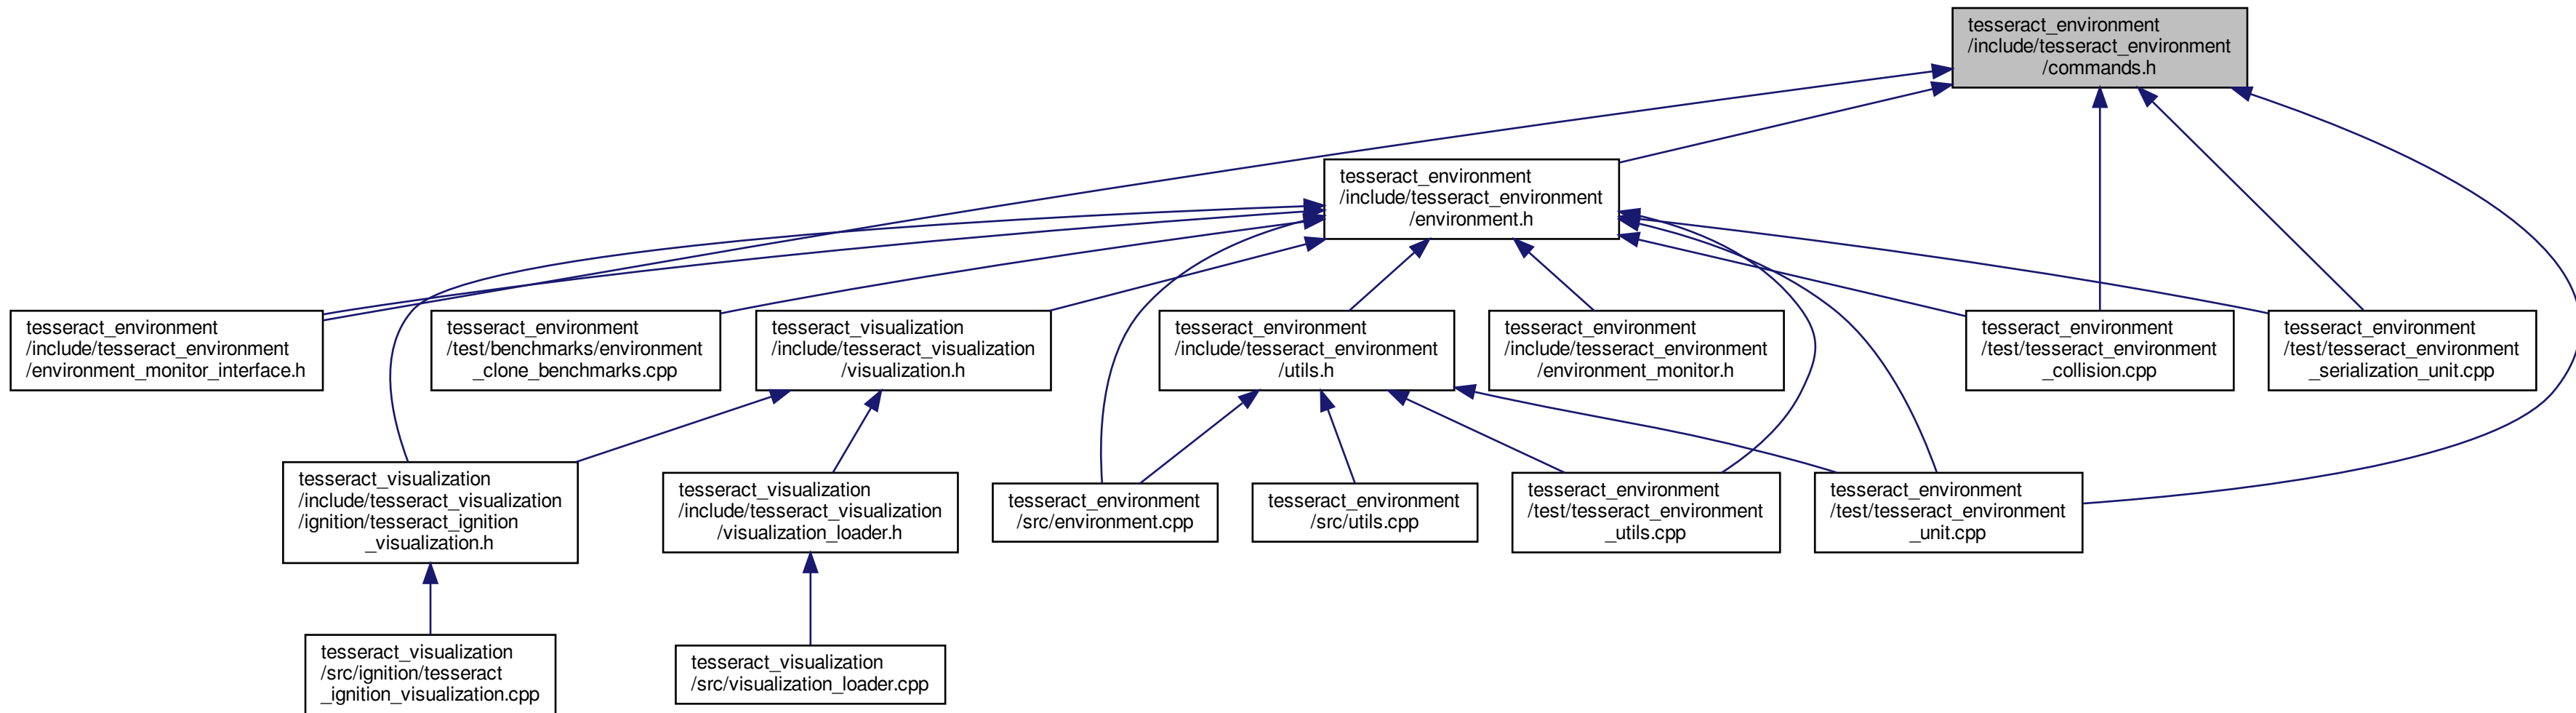 tesseract_environment
/include/tesseract_environment
/commands.h
tesseract_environment
/include/tesseract_environment
/environment.h
tesseract_environment
/include/tesseract_environment
/environment_monitor_interface.h
tesseract_environment
/test/benchmarks/environment
_clone_benchmarks.cpp
tesseract_visualization
/include/tesseract_visualization
/visualization.h
tesseract_environment
/include/tesseract_environment
/utils.h
tesseract_environment
/include/tesseract_environment
/environment_monitor.h
tesseract_environment
/test/tesseract_environment
_collision.cpp
tesseract_environment
/test/tesseract_environment
_serialization_unit.cpp
tesseract_visualization
/include/tesseract_visualization
/ignition/tesseract_ignition
_visualization.h
tesseract_visualization
/include/tesseract_visualization
/visualization_loader.h
tesseract_environment
/src/environment.cpp
tesseract_environment
/src/utils.cpp
tesseract_environment
/test/tesseract_environment
_utils.cpp
tesseract_environment
/test/tesseract_environment
_unit.cpp
tesseract_visualization
/src/ignition/tesseract
_ignition_visualization.cpp
tesseract_visualization
/src/visualization_loader.cpp